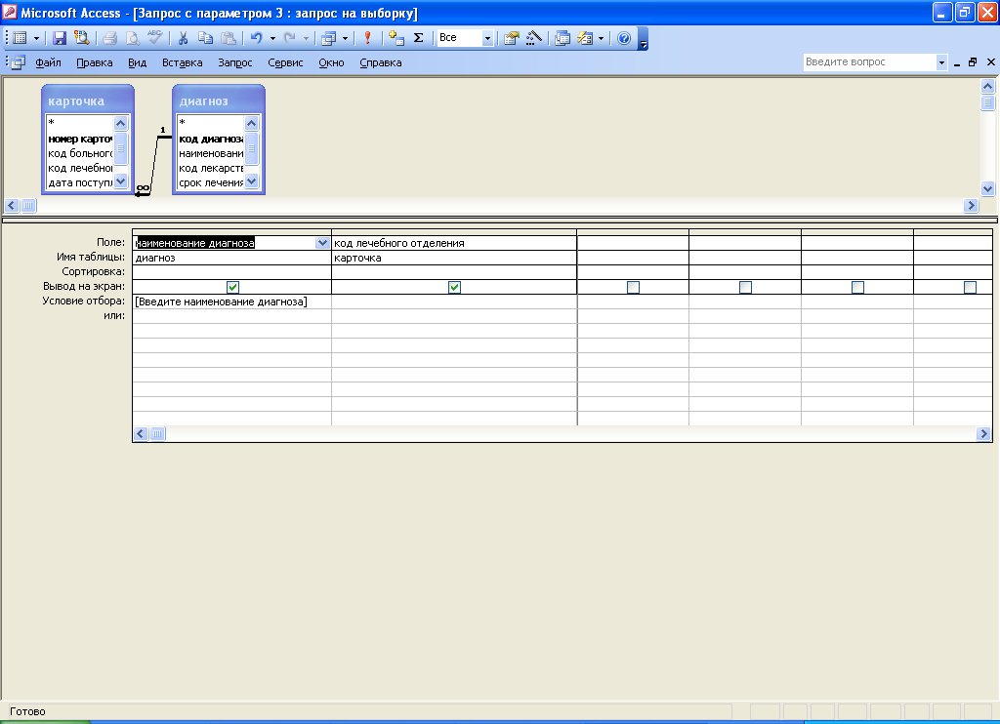 Microsoft Access - [Запрос с параметром 3 : запрос на выборку]
Все
Файл Правка Вид Вставка Запрос Сервис Окно Справка Введите вопрос
карточка
*
номер карто
код больного
код лечебно
дата поступл
1
∞
диагноз
*
код диагноза
наименовани
код лекарств
срок лечения
Поле: наименование диагноза код лечебного отделения
Имя таблицы: диагноз карточка
Сортировка:
Вывод на экран:
Условие отбора: [Введите наименование диагноза]
или:
Готово